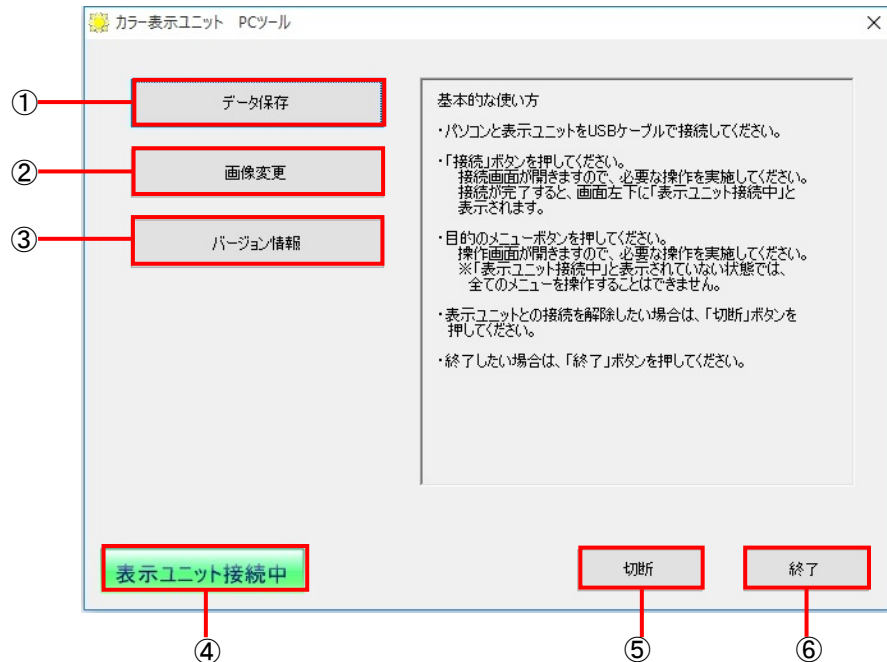 カラー表示ユニット　PCツール
① データ保存
② 画像変更
③ バージョン情報
基本的な使い方
・パソコンと表示ユニットをUSBケーブルで接続してください。
・「接続」ボタンを押してください。
接続画面が開きますので、必要な操作を実施してください。
接続が完了すると、画面左下に「表示ユニット接続中」と
表示されます。
・目的のメニューボタンを押してください。
操作画面が開きますので、必要な操作を実施してください。
※「表示ユニット接続中」と表示されていない状態では、
全てのメニューを操作することはできません。
・表示ユニットとの接続を解除したい場合は、「切断」ボタンを
押してください。
・終了したい場合は、「終了」ボタンを押してください。
表示ユニット接続中
切断
終了
④
⑤
⑥